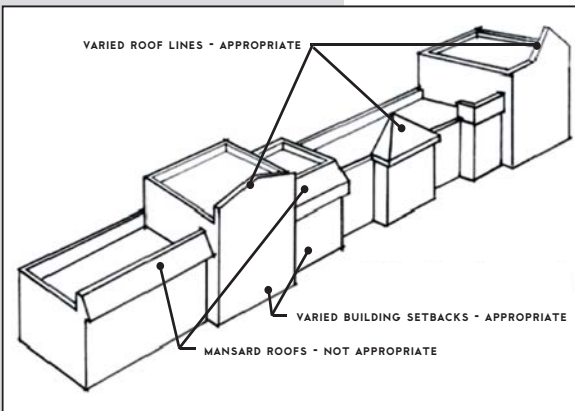 VARIED ROOF LINES - APPROPRIATE
VARIED BUILDING SETBACKS - APPROPRIATE
MANSARD ROOFS - NOT APPROPRIATE